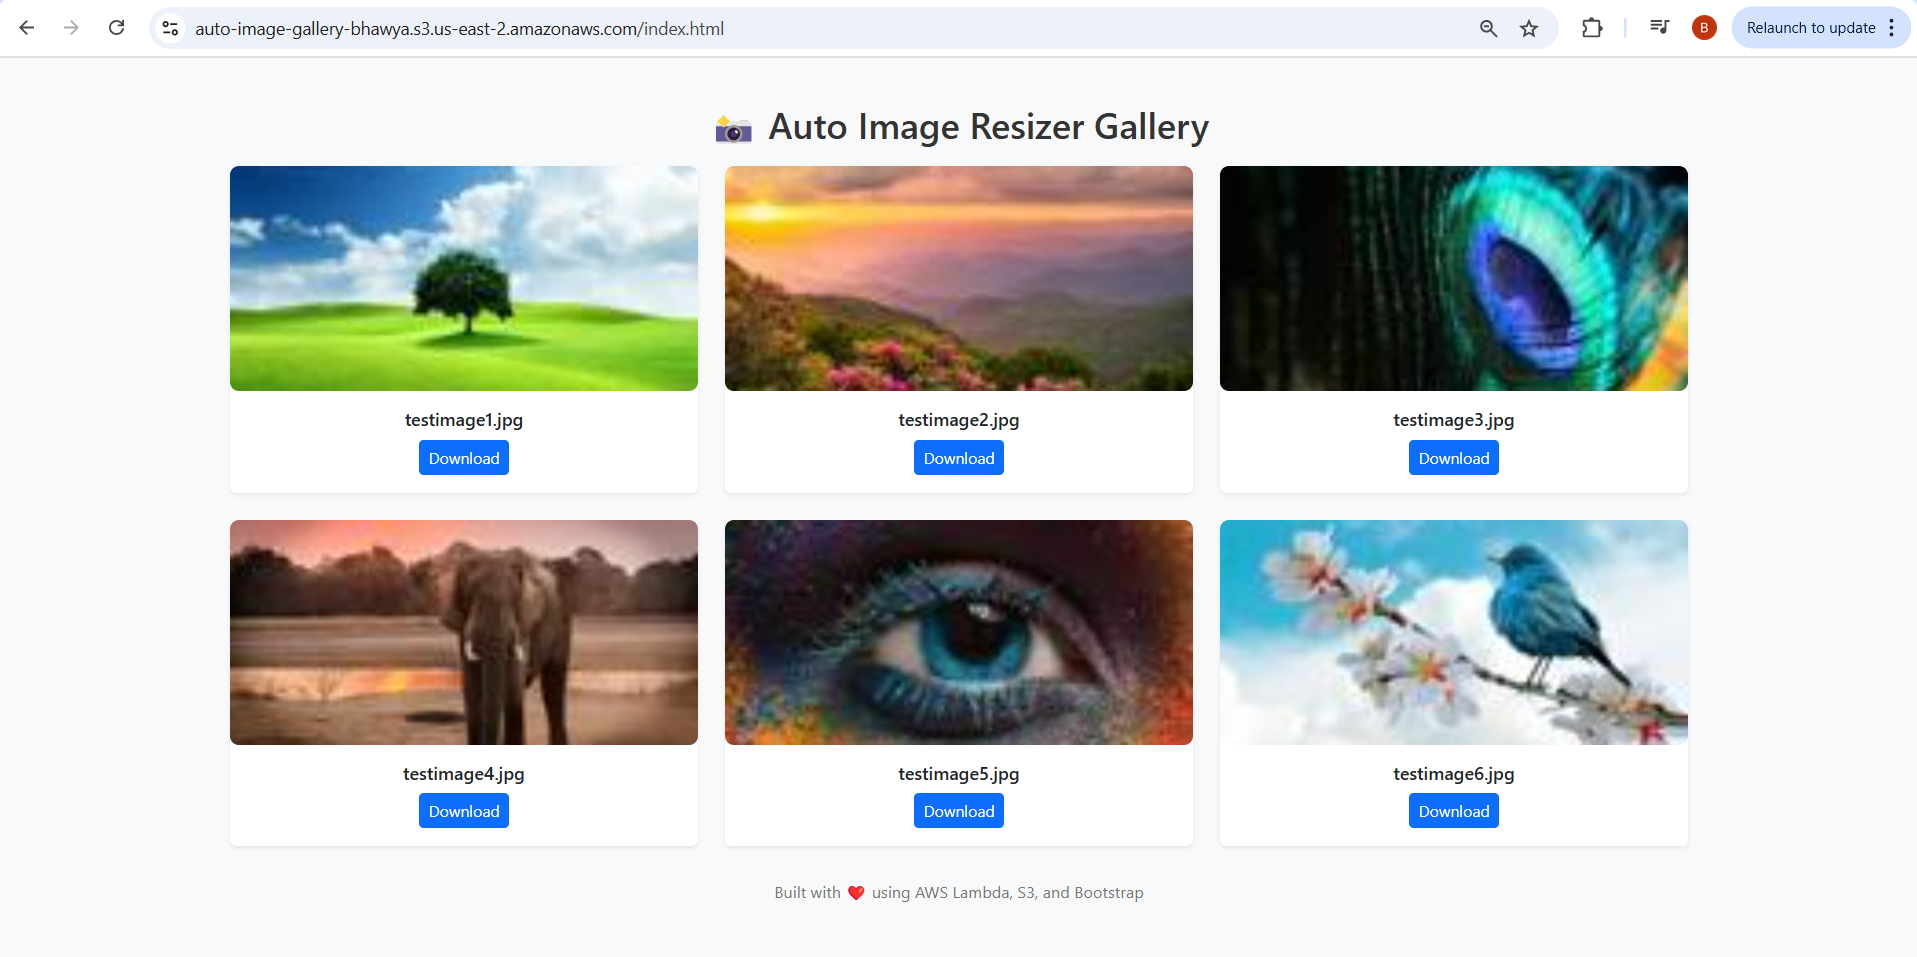 auto-image-gallery-bhawya.s3.us-east-2.amazonaws.com/index.html
B
Relaunch to update
📸 Auto Image Resizer Gallery
testimage1.jpg
Download
testimage2.jpg
Download
testimage3.jpg
Download
testimage4.jpg
Download
testimage5.jpg
Download
testimage6.jpg
Download
Built with ❤️ using AWS Lambda, S3, and Bootstrap